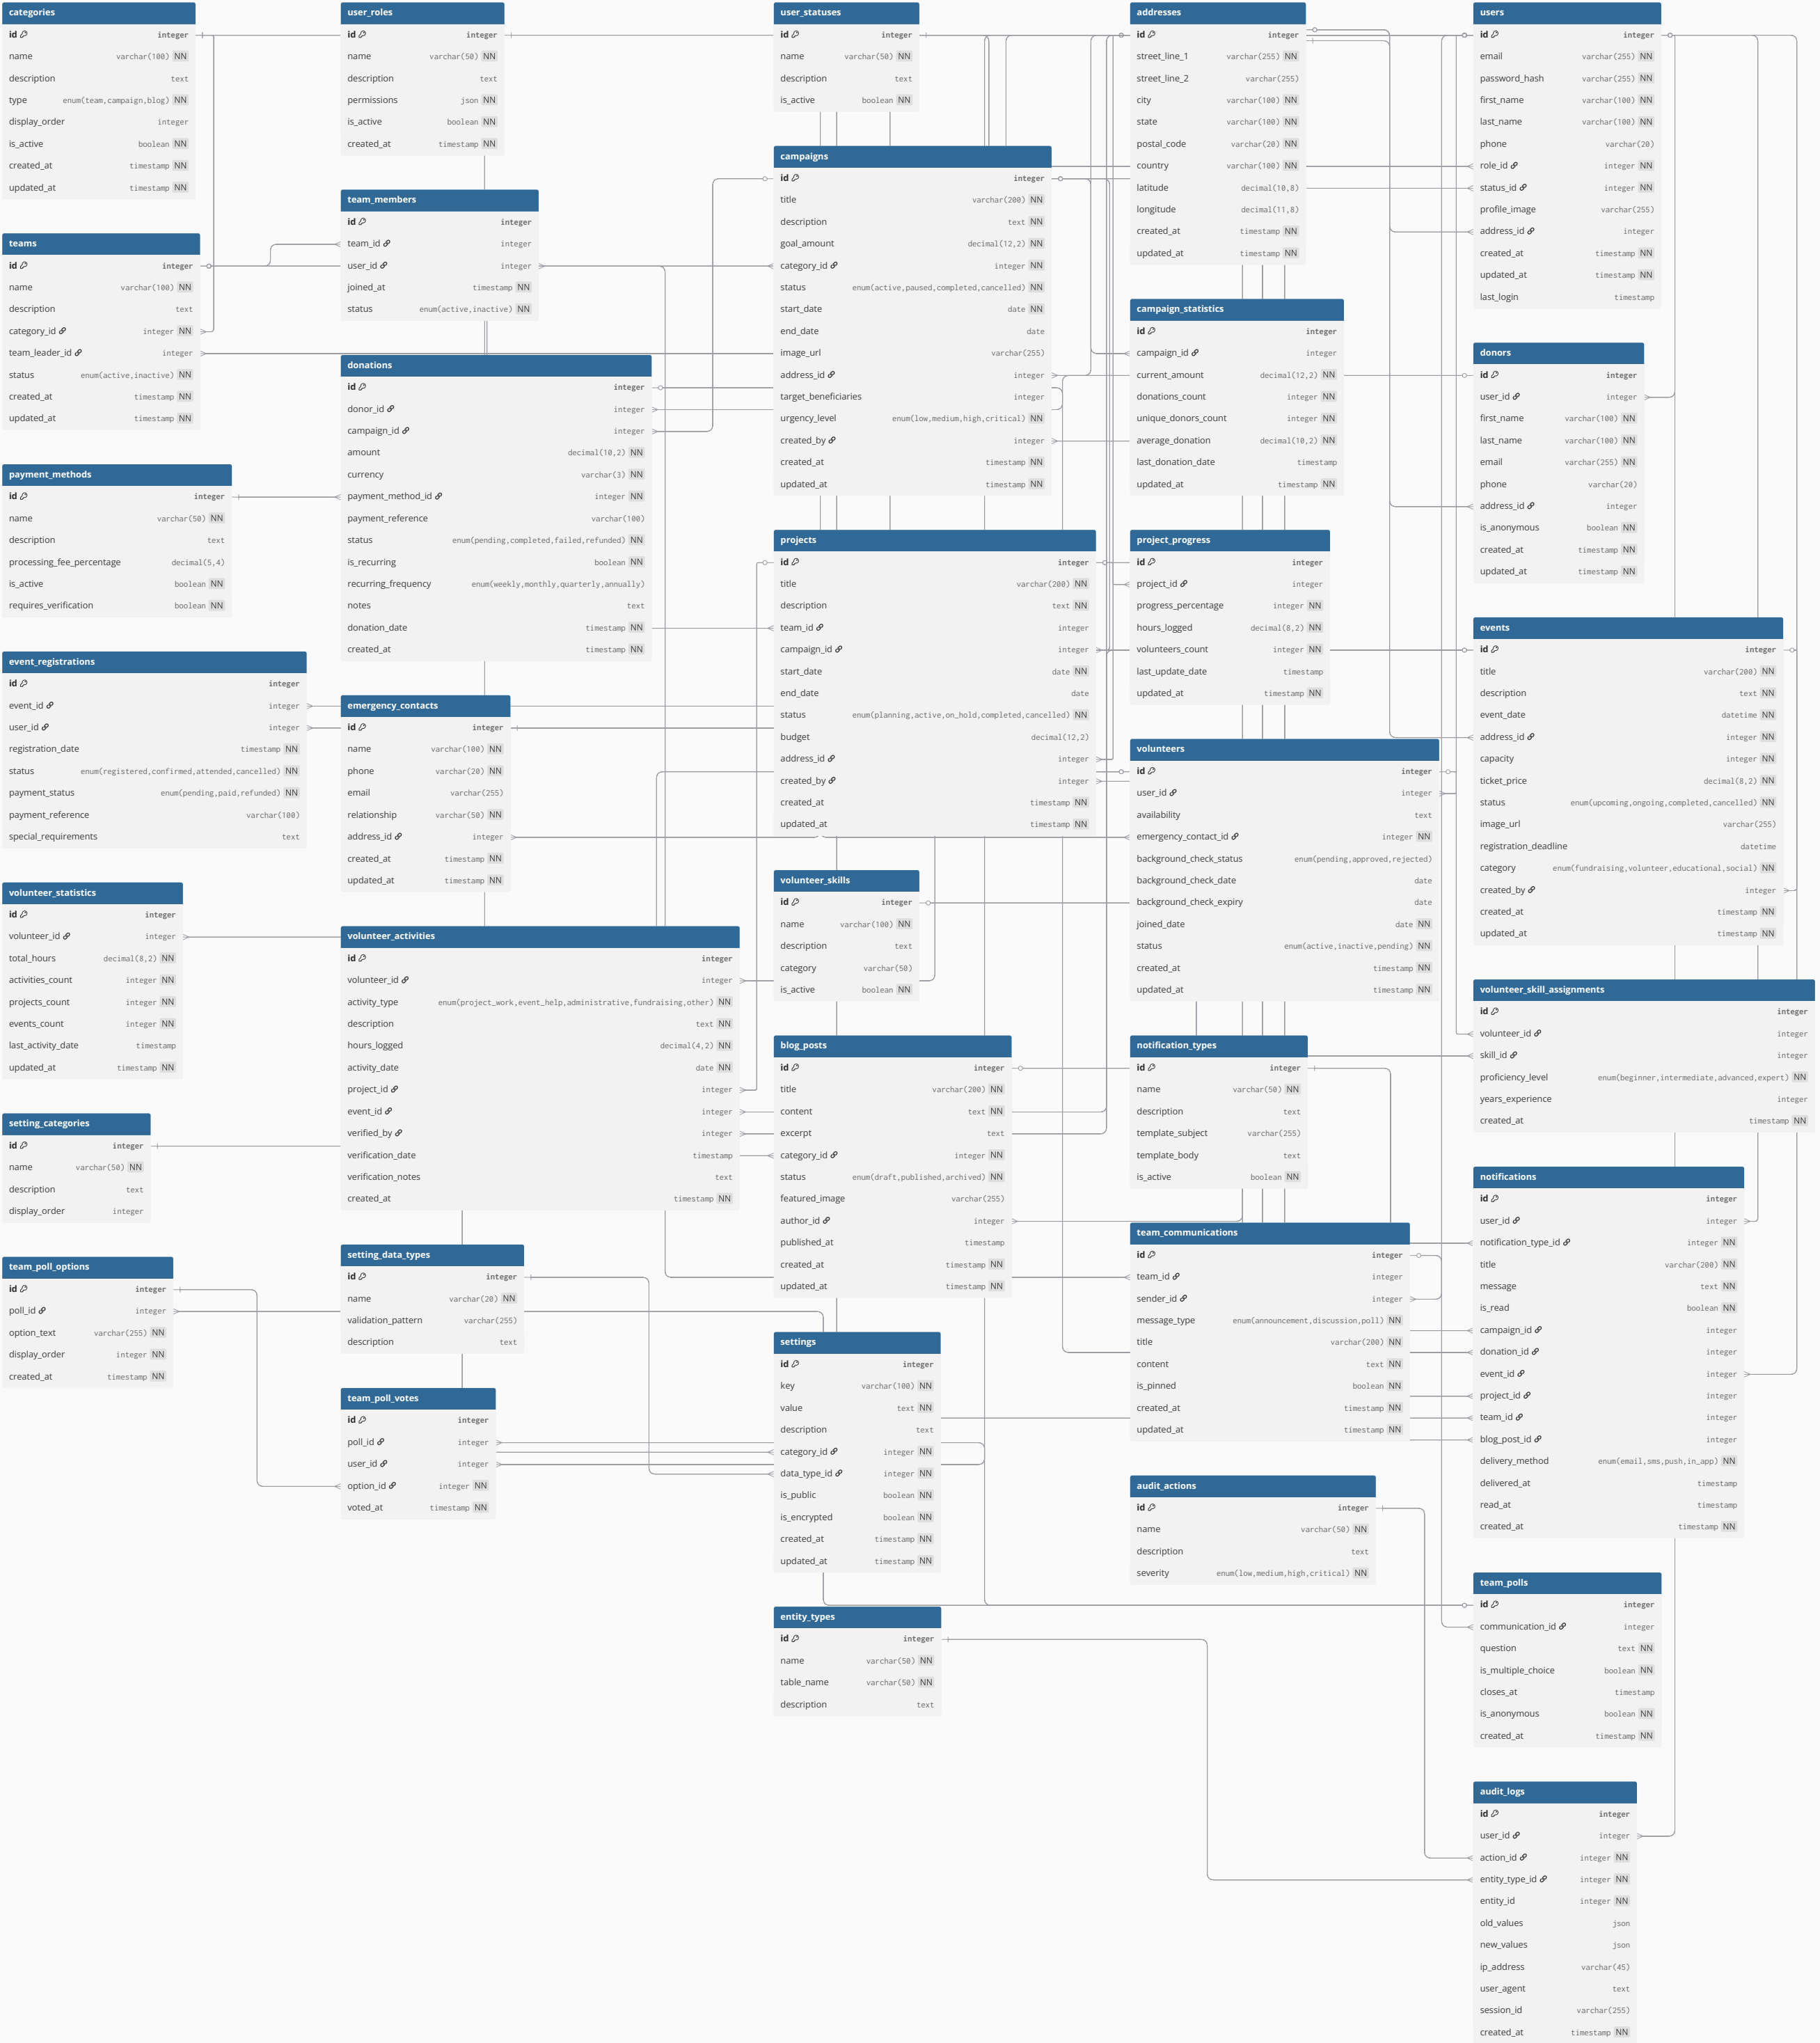 categories
id integer
name varchar(100) NN
description text
type enum(team,campaign,blog) NN
display_order integer
is_active boolean NN
created_at timestamp NN
updated_at timestamp NN
teams
id integer
name varchar(100) NN
description text
category_id integer NN
team_leader_id integer
status enum(active,inactive) NN
created_at timestamp NN
updated_at timestamp NN
payment_methods
id integer
name varchar(50) NN
description text
processing_fee_percentage decimal(5,4)
is_active boolean NN
requires_verification boolean NN
event_registrations
id integer
event_id integer
user_id integer
registration_date timestamp NN
status enum(registered,confirmed,attended,cancelled) NN
payment_status enum(pending,paid,refunded) NN
payment_reference varchar(100)
special_requirements text
volunteer_statistics
id integer
volunteer_id integer
total_hours decimal(8,2) NN
activities_count integer NN
projects_count integer NN
events_count integer NN
last_activity_date timestamp
updated_at timestamp NN
setting_categories
id integer
name varchar(50) NN
description text
display_order integer
team_poll_options
id integer
poll_id integer
option_text varchar(255) NN
display_order integer NN
created_at timestamp NN
user_roles
id integer
name varchar(50) NN
description text
permissions json NN
is_active boolean NN
created_at timestamp NN
team_members
id integer
team_id integer
user_id integer
joined_at timestamp NN
status enum(active,inactive) NN
donations
id integer
donor_id integer
campaign_id integer
amount decimal(10,2) NN
currency varchar(3) NN
payment_method_id integer NN
payment_reference varchar(100)
status enum(pending,completed,failed,refunded) NN
is_recurring boolean NN
recurring_frequency enum(weekly,monthly,quarterly,annually)
notes text
donation_date timestamp NN
created_at timestamp NN
emergency_contacts
id integer
name varchar(100) NN
phone varchar(20) NN
email varchar(255)
relationship varchar(50) NN
address_id integer
created_at timestamp NN
updated_at timestamp NN
volunteer_activities
id integer
volunteer_id integer
activity_type enum(project_work,event_help,administrative,fundraising,other) NN
description text NN
hours_logged decimal(4,2) NN
activity_date date NN
project_id integer
event_id integer
verified_by integer
verification_date timestamp
verification_notes text
created_at timestamp NN
setting_data_types
id integer
name varchar(20) NN
validation_pattern varchar(255)
description text
team_poll_votes
id integer
poll_id integer
user_id integer
option_id integer NN
voted_at timestamp NN
user_statuses
id integer
name varchar(50) NN
description text
is_active boolean NN
campaigns
id integer
title varchar(200) NN
description text NN
goal_amount decimal(12,2) NN
category_id integer NN
status enum(active,paused,completed,cancelled) NN
start_date date NN
end_date date
image_url varchar(255)
address_id integer
target_beneficiaries integer
urgency_level enum(low,medium,high,critical) NN
created_by integer
created_at timestamp NN
updated_at timestamp NN
projects
id integer
title varchar(200) NN
description text NN
team_id integer
campaign_id integer
start_date date NN
end_date date
status enum(planning,active,on_hold,completed,cancelled) NN
budget decimal(12,2)
address_id integer
created_by integer
created_at timestamp NN
updated_at timestamp NN
volunteer_skills
id integer
name varchar(100) NN
description text
category varchar(50)
is_active boolean NN
blog_posts
id integer
title varchar(200) NN
content text NN
excerpt text
category_id integer NN
status enum(draft,published,archived) NN
featured_image varchar(255)
author_id integer
published_at timestamp
created_at timestamp NN
updated_at timestamp NN
settings
id integer
key varchar(100) NN
value text NN
description text
category_id integer NN
data_type_id integer NN
is_public boolean NN
is_encrypted boolean NN
created_at timestamp NN
updated_at timestamp NN
entity_types
id integer
name varchar(50) NN
table_name varchar(50) NN
description text
addresses
id integer
street_line_1 varchar(255) NN
street_line_2 varchar(255)
city varchar(100) NN
state varchar(100) NN
postal_code varchar(20) NN
country varchar(100) NN
latitude decimal(10,8)
longitude decimal(11,8)
created_at timestamp NN
updated_at timestamp NN
campaign_statistics
id integer
campaign_id integer
current_amount decimal(12,2) NN
donations_count integer NN
unique_donors_count integer NN
average_donation decimal(10,2) NN
last_donation_date timestamp
updated_at timestamp NN
project_progress
id integer
project_id integer
progress_percentage integer NN
hours_logged decimal(8,2) NN
volunteers_count integer NN
last_update_date timestamp
updated_at timestamp NN
volunteers
id integer
user_id integer
availability text
emergency_contact_id integer NN
background_check_status enum(pending,approved,rejected)
background_check_date date
background_check_expiry date
joined_date date NN
status enum(active,inactive,pending) NN
created_at timestamp NN
updated_at timestamp NN
notification_types
id integer
name varchar(50) NN
description text
template_subject varchar(255)
template_body text
is_active boolean NN
team_communications
id integer
team_id integer
sender_id integer
message_type enum(announcement,discussion,poll) NN
title varchar(200) NN
content text NN
is_pinned boolean NN
created_at timestamp NN
updated_at timestamp NN
audit_actions
id integer
name varchar(50) NN
description text
severity enum(low,medium,high,critical) NN
users
id integer
email varchar(255) NN
password_hash varchar(255) NN
first_name varchar(100) NN
last_name varchar(100) NN
phone varchar(20)
role_id integer NN
status_id integer NN
profile_image varchar(255)
address_id integer
created_at timestamp NN
updated_at timestamp NN
last_login timestamp
donors
id integer
user_id integer
first_name varchar(100) NN
last_name varchar(100) NN
email varchar(255) NN
phone varchar(20)
address_id integer
is_anonymous boolean NN
created_at timestamp NN
updated_at timestamp NN
events
id integer
title varchar(200) NN
description text NN
event_date datetime NN
address_id integer NN
capacity integer NN
ticket_price decimal(8,2) NN
status enum(upcoming,ongoing,completed,cancelled) NN
image_url varchar(255)
registration_deadline datetime
category enum(fundraising,volunteer,educational,social) NN
created_by integer
created_at timestamp NN
updated_at timestamp NN
volunteer_skill_assignments
id integer
volunteer_id integer
skill_id integer
proficiency_level enum(beginner,intermediate,advanced,expert) NN
years_experience integer
created_at timestamp NN
notifications
id integer
user_id integer
notification_type_id integer NN
title varchar(200) NN
message text NN
is_read boolean NN
campaign_id integer
donation_id integer
event_id integer
project_id integer
team_id integer
blog_post_id integer
delivery_method enum(email,sms,push,in_app) NN
delivered_at timestamp
read_at timestamp
created_at timestamp NN
team_polls
id integer
communication_id integer
question text NN
is_multiple_choice boolean NN
closes_at timestamp
is_anonymous boolean NN
created_at timestamp NN
audit_logs
id integer
user_id integer
action_id integer NN
entity_type_id integer NN
entity_id integer NN
old_values json
new_values json
ip_address varchar(45)
user_agent text
session_id varchar(255)
created_at timestamp NN